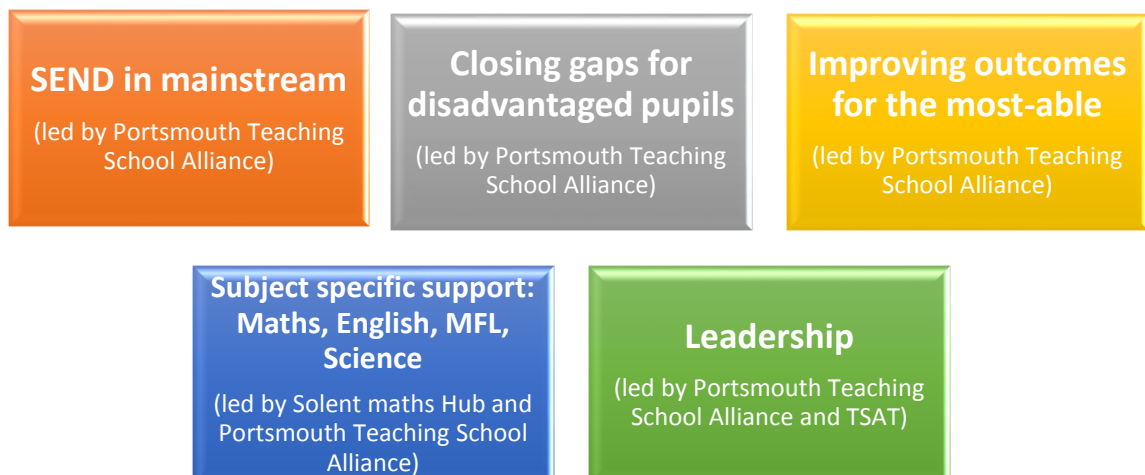 SEND in mainstream
(led by Portsmouth Teaching
School Alliance)
Closing gaps for
disadvantaged pupils
(led by Portsmouth Teaching
School Alliance)
Improving outcomes
for the most-able
(led by Portsmouth Teaching
School Alliance)
Subject specific support:
Maths, English, MFL,
Science
(led by Solent maths Hub and
Portsmouth Teaching School
Alliance)
Leadership
(led by Portsmouth Teaching
School Alliance and TSAT)